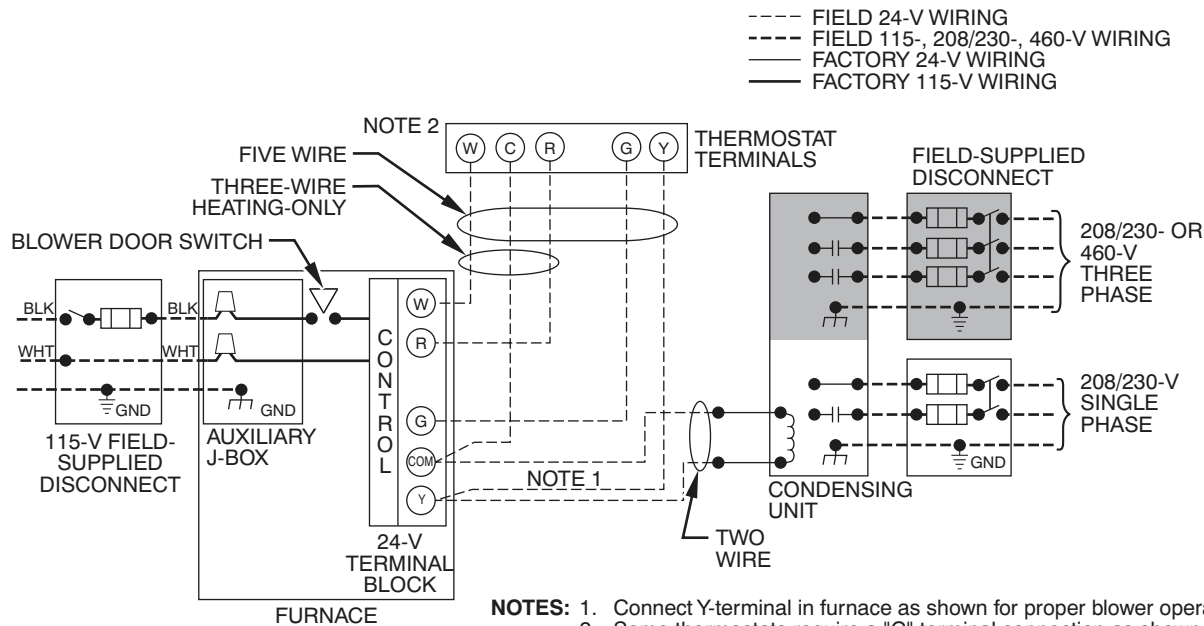 FIELD 24-V WIRING
FIELD 115-, 208/230-, 460-V WIRING
FACTORY 24-V WIRING
FACTORY 115-V WIRING
NOTE 2
W C R G Y
THERMOSTAT
TERMINALS
FIVE WIRE
THREE-WIRE
HEATING-ONLY
BLOWER DOOR SWITCH
FIELD-SUPPLIED
DISCONNECT
208/230- OR
460-V
THREE
PHASE
BLK
BLK
WHT
WHT
GND
GND
115-V FIELD-
SUPPLIED
DISCONNECT
AUXILIARY
J-BOX
CONTROL
W
R
G
COM
Y
NOTE 1
24-V
TERMINAL
BLOCK
FURNACE
TWO
WIRE
CONDENSING
UNIT
208/230-V
SINGLE
PHASE
GND
NOTES: 1. Connect Y-terminal in furnace as shown for proper blower opera